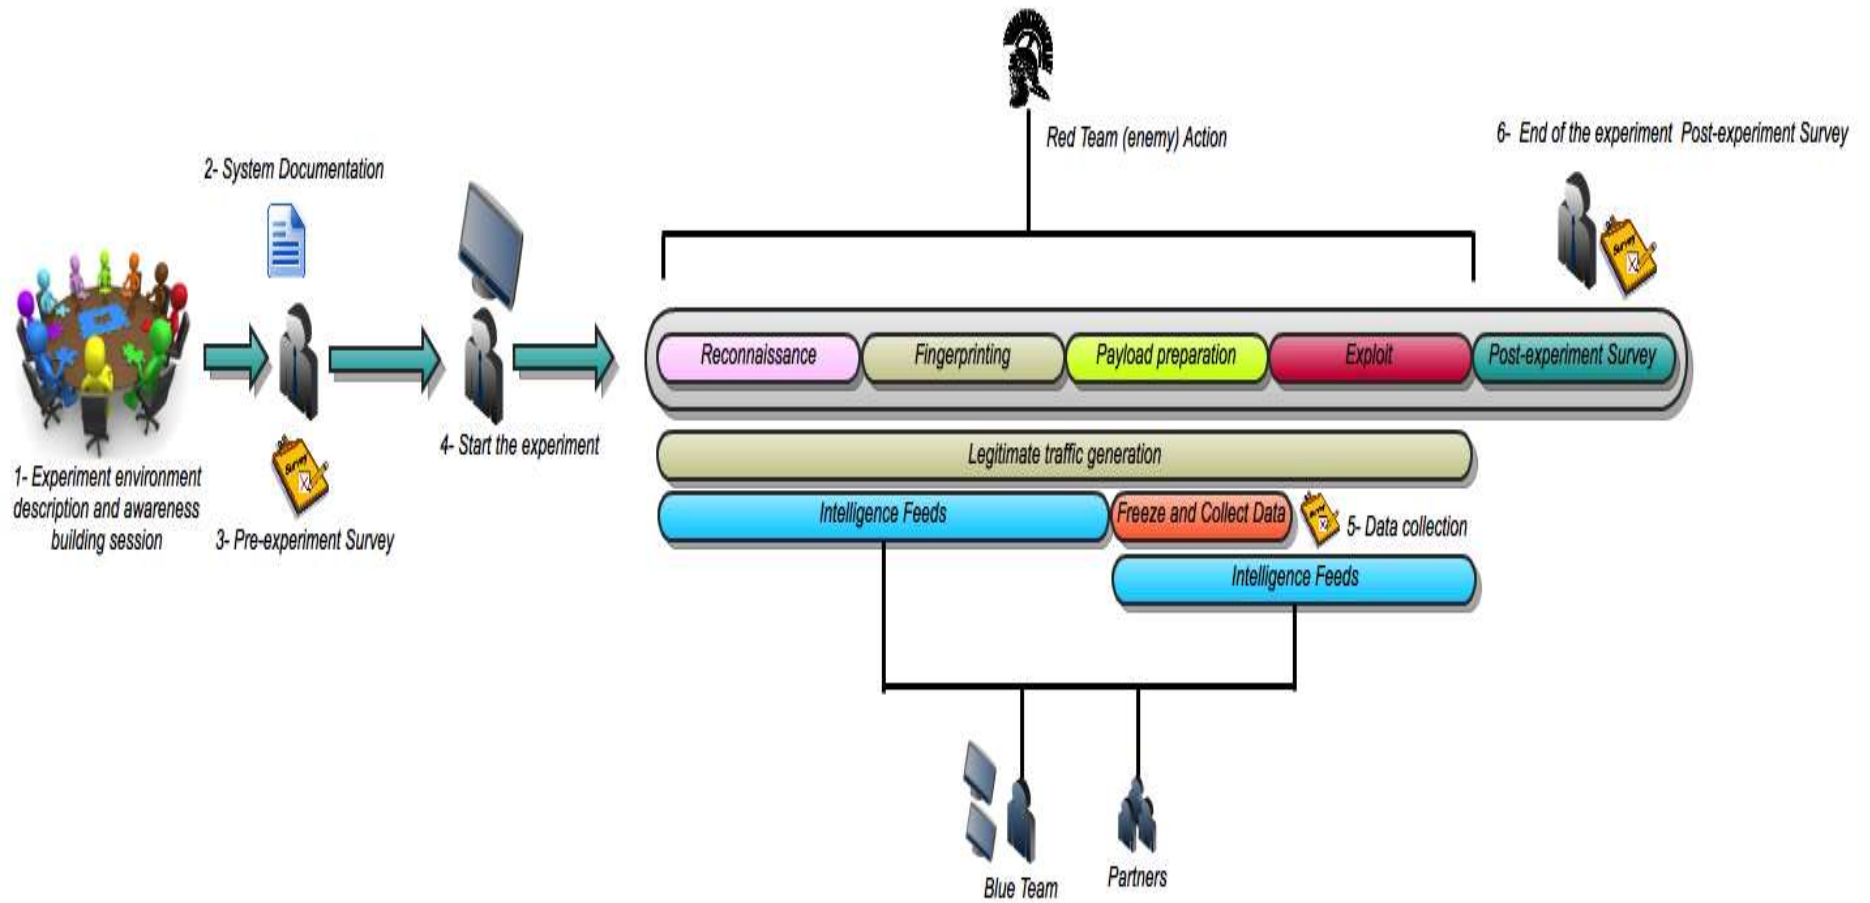 Red Team (enemy) Action
6- End of the experiment Post-experiment Survey
2- System Documentation
1- Experiment environment
description and awareness
building session
3- Pre-experiment Survey
Survey
4- Start the experiment
Survey
Reconnaissance
Fingerprinting
Payload preparation
Exploit
Post-experiment Survey
Legitimate traffic generation
Intelligence Feeds
Freeze and Collect Data
5- Data collection
Intelligence Feeds
Blue Team
Partners